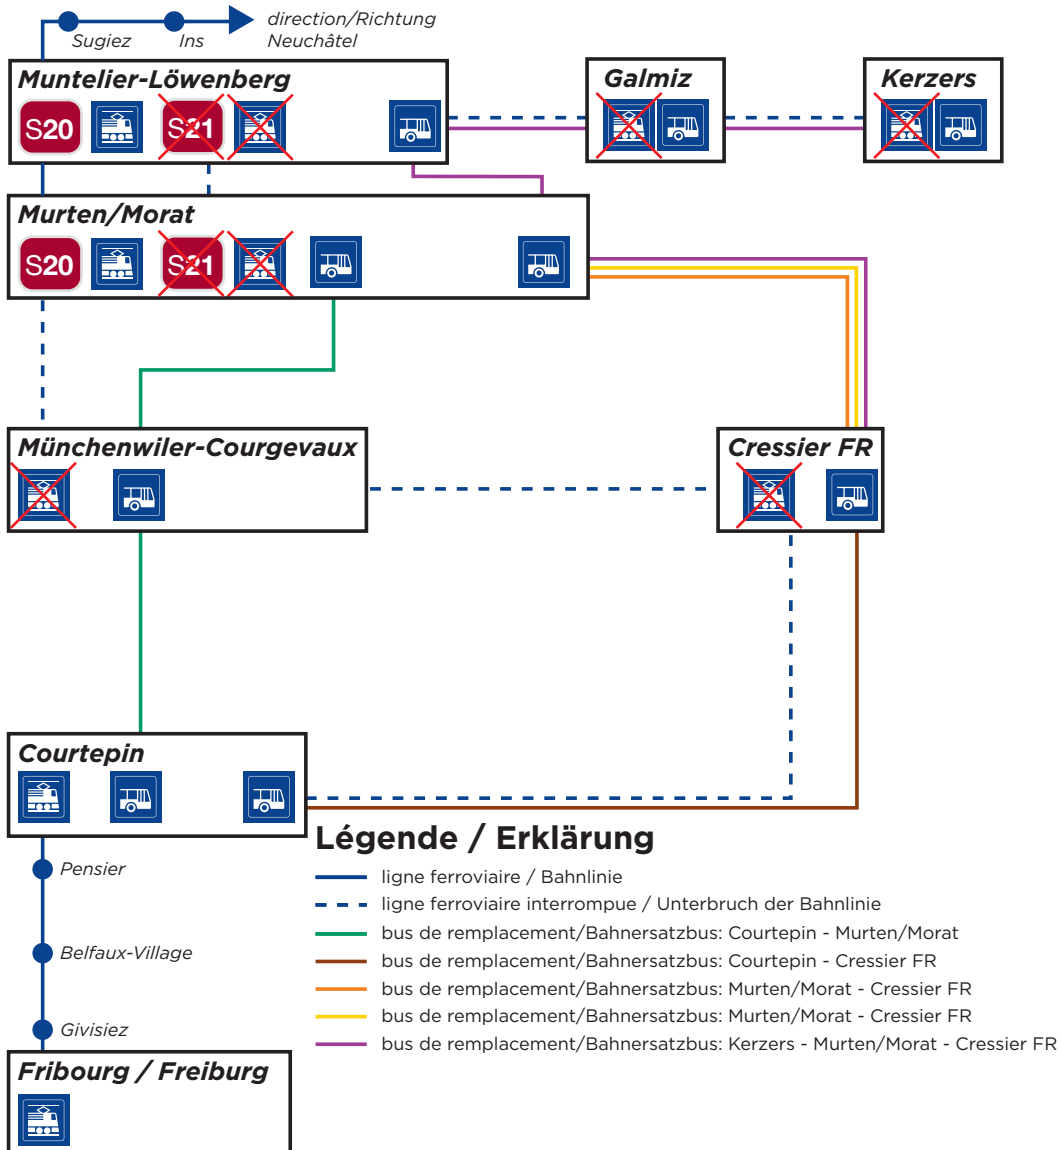 direction/Richtung
Sugiez
Ins
Neuchâtel
Muntelier-Löwenberg
S20
S21
Galmiz
Kerzers
Murten/Morat
S20
S21
Münchenwiler-Courgevaux
Cressier FR
Courtepin
Pensier
Belfaux-Village
Givisiez
Fribourg / Freiburg
Légende / Erklärung
ligne ferroviaire / Bahnlinie
ligne ferroviaire interrompue / Unterbruch der Bahnlinie
bus de remplacement/Bahnersatzbus: Courtepin - Murten/Morat
bus de remplacement/Bahnersatzbus: Courtepin - Cressier FR
bus de remplacement/Bahnersatzbus: Murten/Morat - Cressier FR
bus de remplacement/Bahnersatzbus: Murten/Morat - Cressier FR
bus de remplacement/Bahnersatzbus: Kerzers - Murten/Morat - Cressier FR